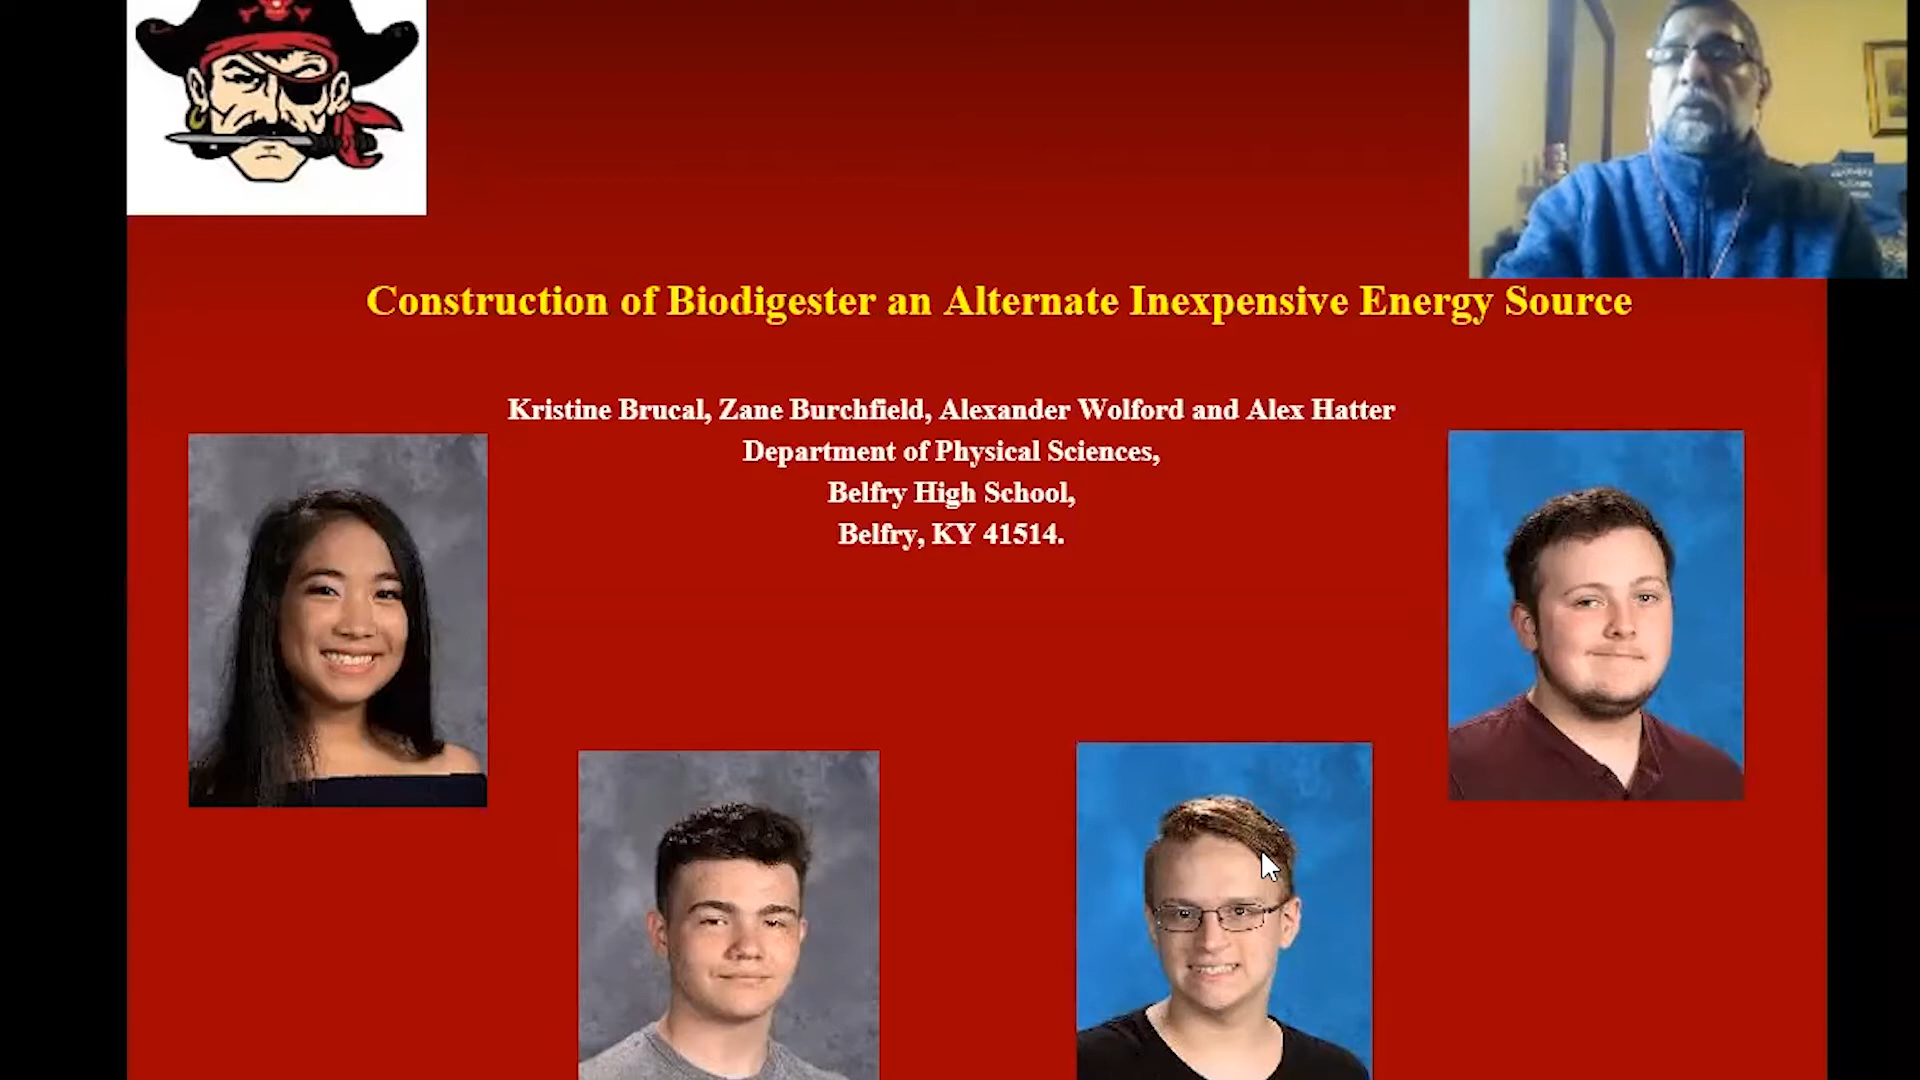 Construction of Biodigester an Alternate Inexpensive Energy Source
Kristine Brucal, Zane Burchfield, Alexander Wolford and Alex Hatter
Department of Physical Sciences,
Belfry High School,
Belfry, KY 41514.